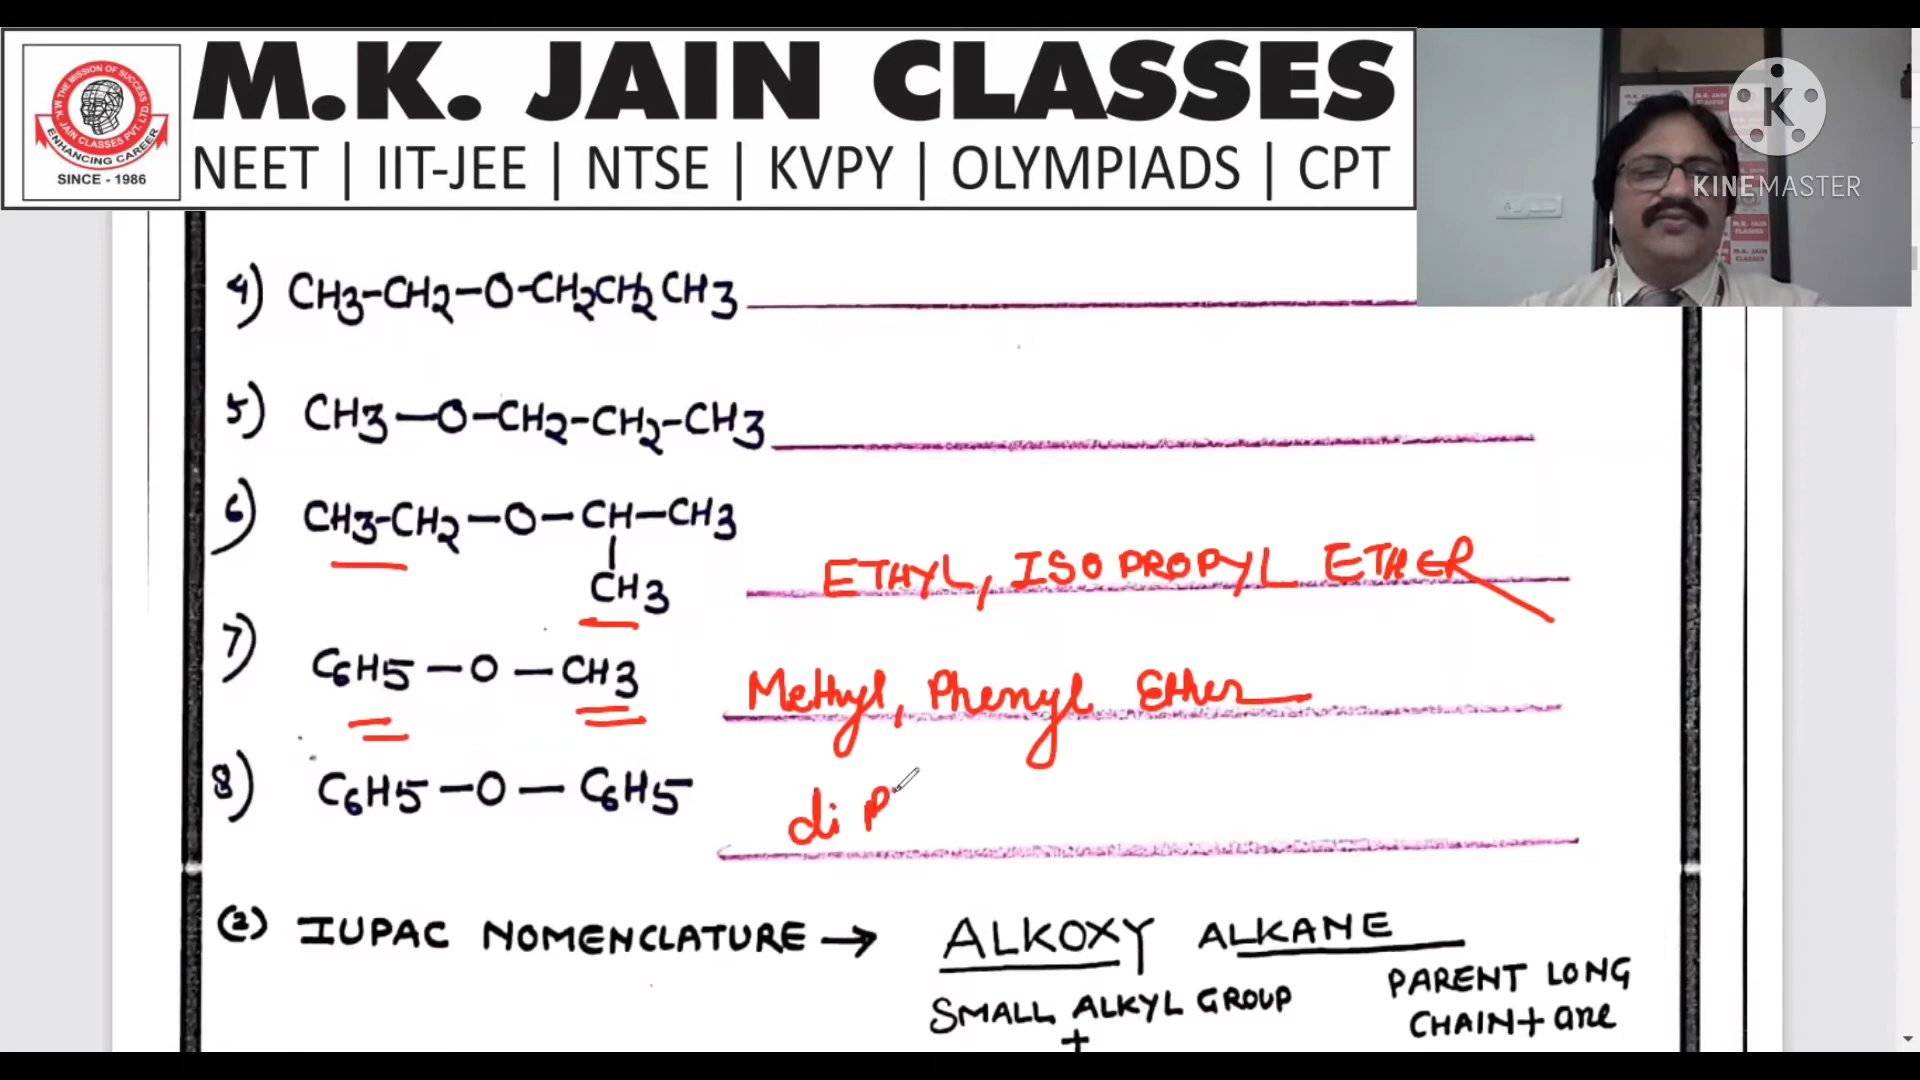 M.K. JAIN CLASSES
NEET | IIT-JEE | NTSE | KVPY | OLYMPIADS | CPT
M THE MISSION OF SUCCESS
K. JAIN CLASSES PVT. LTD.
ENHANCING CAREER
SINCE - 1986
K
KINEMASTER
M.K. JAIN
CLASSES
4) CH3-CH2-O-CH2CH2CH3
5) CH3-O-CH2-CH2-CH3
6) CH3-CH2-O-CH-CH3
CH3
ETHYL, ISOPROPYL ETHER
7) C6H5-O-CH3 Methyl, Phenyl Ether
8) C6H5-O-C6H5 di P
(2) IUPAC NOMENCLATURE → ALKOXY ALKANE
SMALL ALKYL GROUP
+
PARENT LONG
CHAIN + ane